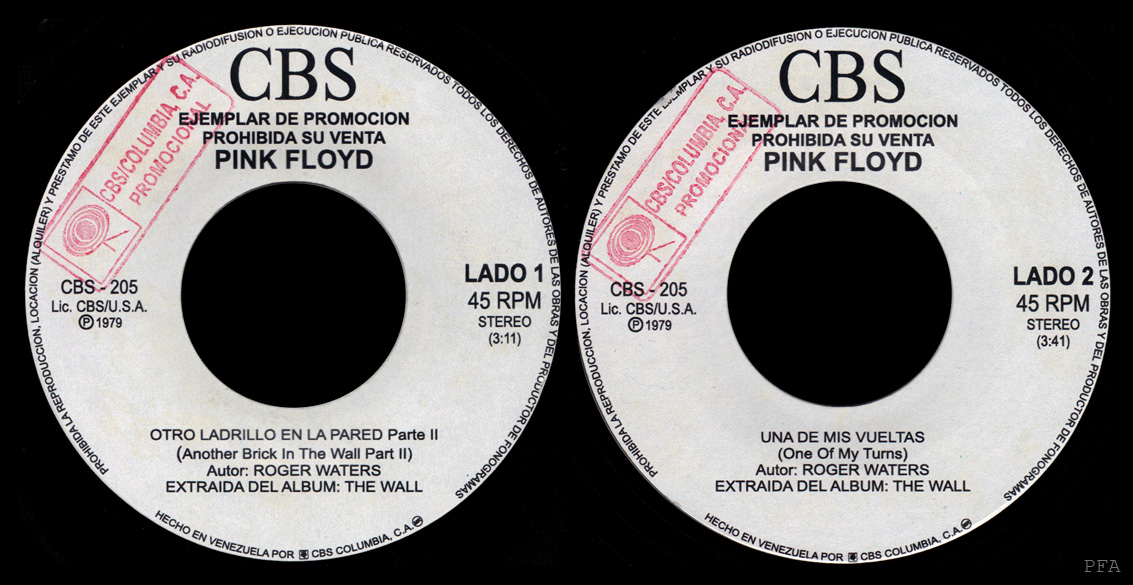 PROHIBIDA LA REPRODUCCION, LOCACION (ALQUILER) Y PRESTAMO DE ESTE EJEMPLAR Y SU RADIODIFUSION O EJECUCION PUBLICA RESERVADOS TODOS LOS DERECHOS DE AUTORES DE LAS OBRAS Y DEL PRODUCTOR DE FONOGRAMAS
CBS
EJEMPLAR DE PROMOCION
PROHIBIDA SU VENTA
PINK FLOYD
CBS/COLUMBIA, C.A.
PROMOCIONAL
CBS - 205
Lic. CBS/U.S.A.
Ⓟ 1979
LADO 1
45 RPM
STEREO
(3:11)
OTRO LADRILLO EN LA PARED Parte II
(Another Brick In The Wall Part II)
Autor: ROGER WATERS
EXTRAIDA DEL ALBUM: THE WALL
HECHO EN VENEZUELA POR CBS COLUMBIA, C.A.
PROHIBIDA LA REPRODUCCION, LOCACION (ALQUILER) Y PRESTAMO DE ESTE EJEMPLAR Y SU RADIODIFUSION O EJECUCION PUBLICA RESERVADOS TODOS LOS DERECHOS DE AUTORES DE LAS OBRAS Y DEL PRODUCTOR DE FONOGRAMAS
CBS
EJEMPLAR DE PROMOCION
PROHIBIDA SU VENTA
PINK FLOYD
CBS/COLUMBIA, C.A.
PROMOCIONAL
CBS - 205
Lic. CBS/U.S.A.
Ⓟ 1979
LADO 2
45 RPM
STEREO
(3:41)
UNA DE MIS VUELTAS
(One Of My Turns)
Autor: ROGER WATERS
EXTRAIDA DEL ALBUM: THE WALL
HECHO EN VENEZUELA POR CBS COLUMBIA, C.A.
PFA